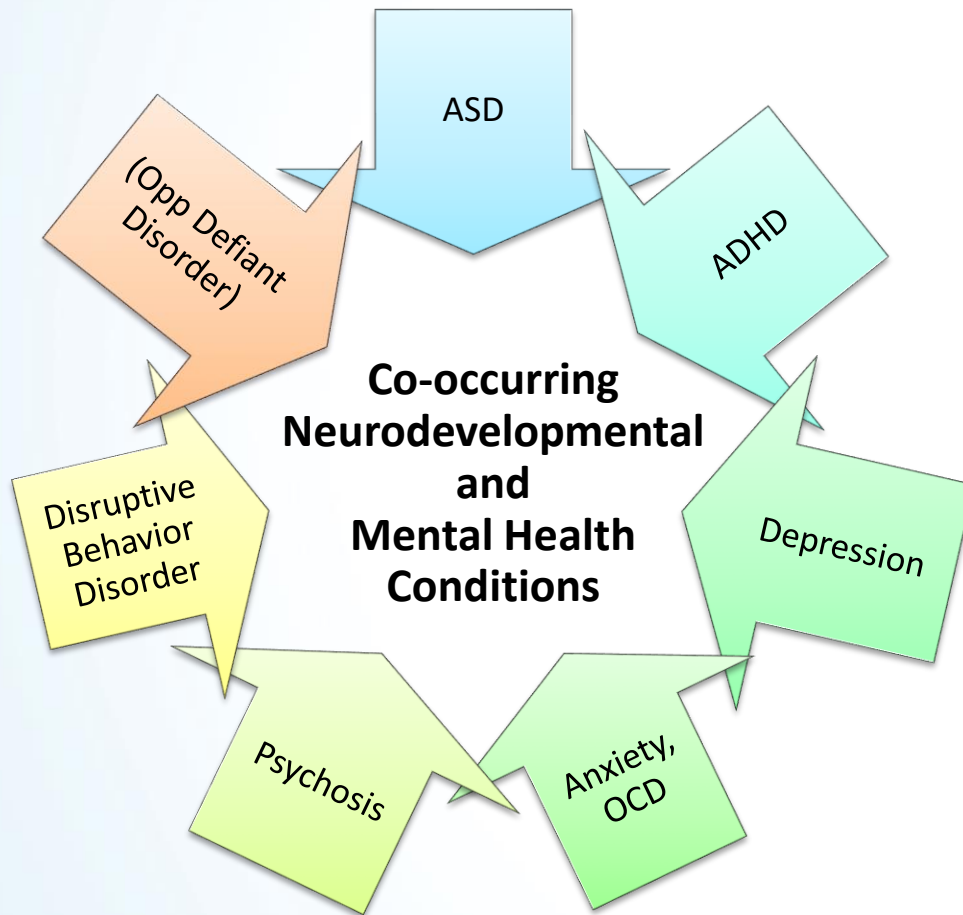 ASD
ADHD
Depression
Anxiety,
OCD
Psychosis
Disruptive
Behavior
Disorder
(Opp Defiant
Disorder)
Co-occurring
Neurodevelopmental
and
Mental Health
Conditions